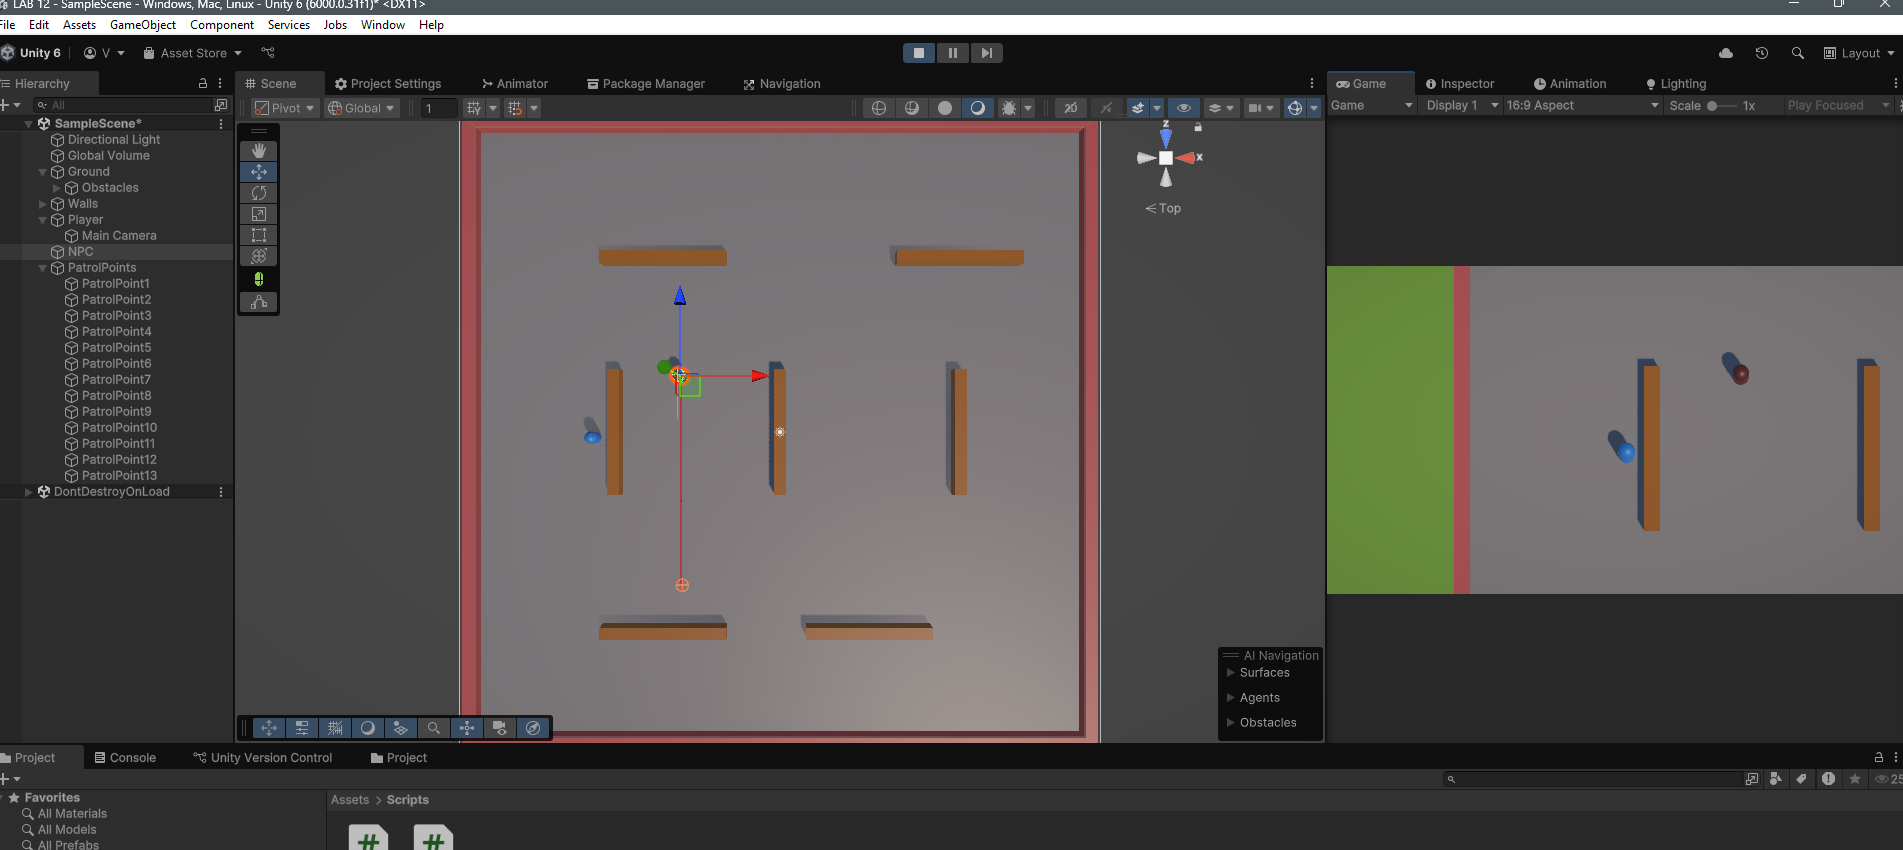 LAB 12 - SampleScene - Windows, Mac, Linux - Unity 6 (6000.0.31f1)* <DX11>
File Edit Assets GameObject Component Services Jobs Window Help
Unity 6 V Asset Store Layout
Hierarchy
All
SampleScene*
Directional Light
Global Volume
Ground
Obstacles
Walls
Player
Main Camera
NPC
PatrolPoints
PatrolPoint1
PatrolPoint2
PatrolPoint3
PatrolPoint4
PatrolPoint5
PatrolPoint6
PatrolPoint7
PatrolPoint8
PatrolPoint9
PatrolPoint10
PatrolPoint11
PatrolPoint12
PatrolPoint13
DontDestroyOnLoad
Scene Project Settings Animator Package Manager Navigation
Pivot Global 1 2D
z
x
Top
AI Navigation
Surfaces
Agents
Obstacles
Game Inspector Animation Lighting
Game Display 1 16:9 Aspect Scale 1x Play Focused
Project Console Unity Version Control Project
25
Favorites
All Materials
All Models
All Prefabs
Assets > Scripts
# #